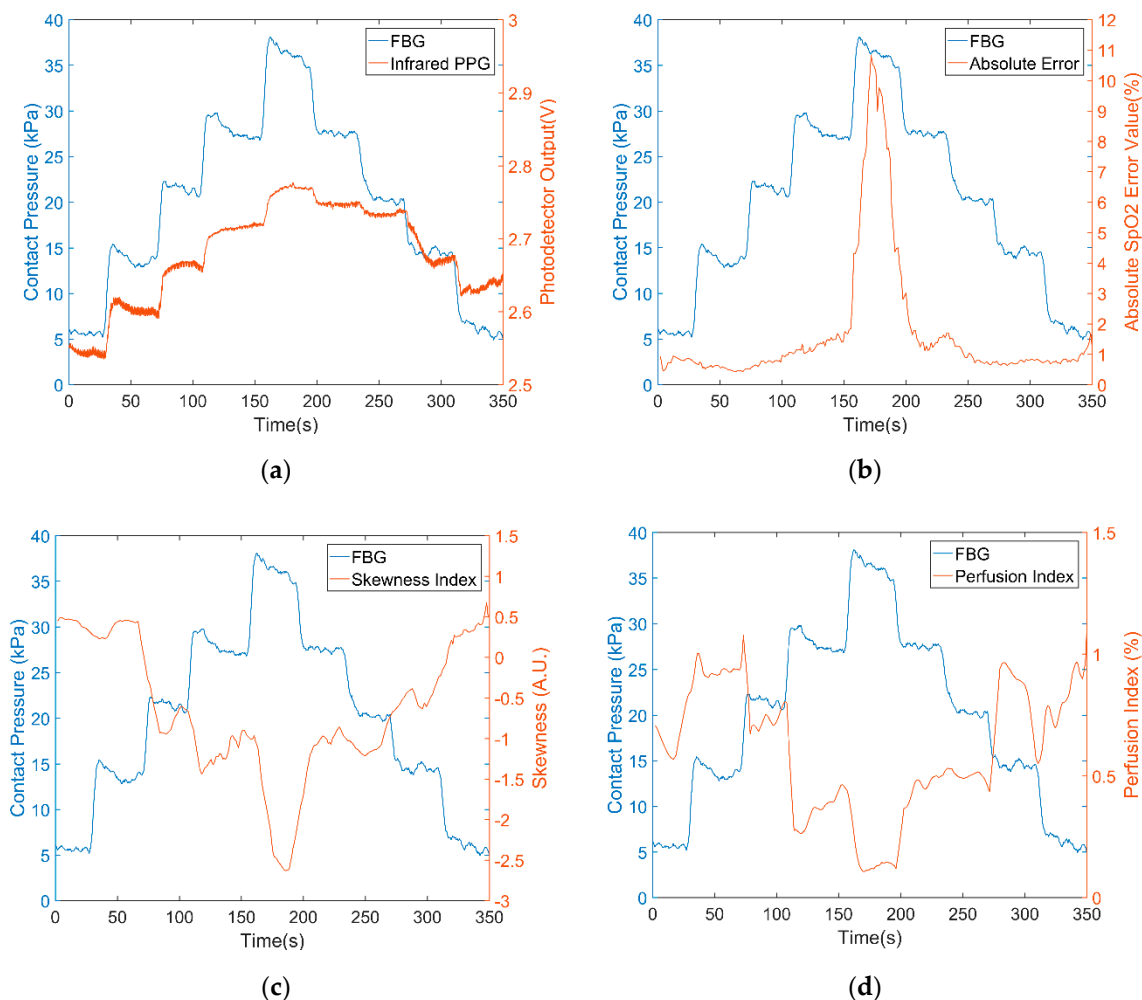 40
35
30
25
20
15
10
5
0
Contact Pressure (kPa)
FBG
Infrared PPG
3
2.9
2.8
2.7
2.6
2.5
Photodetector Output(V)
0 50 100 150 200 250 300 350
Time(s)
(a)
40
35
30
25
20
15
10
5
0
Contact Pressure (kPa)
FBG
Absolute Error
12
11
10
9
8
7
6
5
4
3
2
1
0
Absolute SpO2 Error Value(%)
0 50 100 150 200 250 300 350
Time(s)
(b)
40
35
30
25
20
15
10
5
0
Contact Pressure (kPa)
FBG
Skewness Index
1.5
1
0.5
0
-0.5
-1
-1.5
-2
-2.5
-3
Skewness (A.U.)
0 50 100 150 200 250 300 350
Time(s)
(c)
40
35
30
25
20
15
10
5
0
Contact Pressure (kPa)
FBG
Perfusion Index
1.5
1
0.5
0
Perfusion Index (%)
0 50 100 150 200 250 300 350
Time(s)
(d)